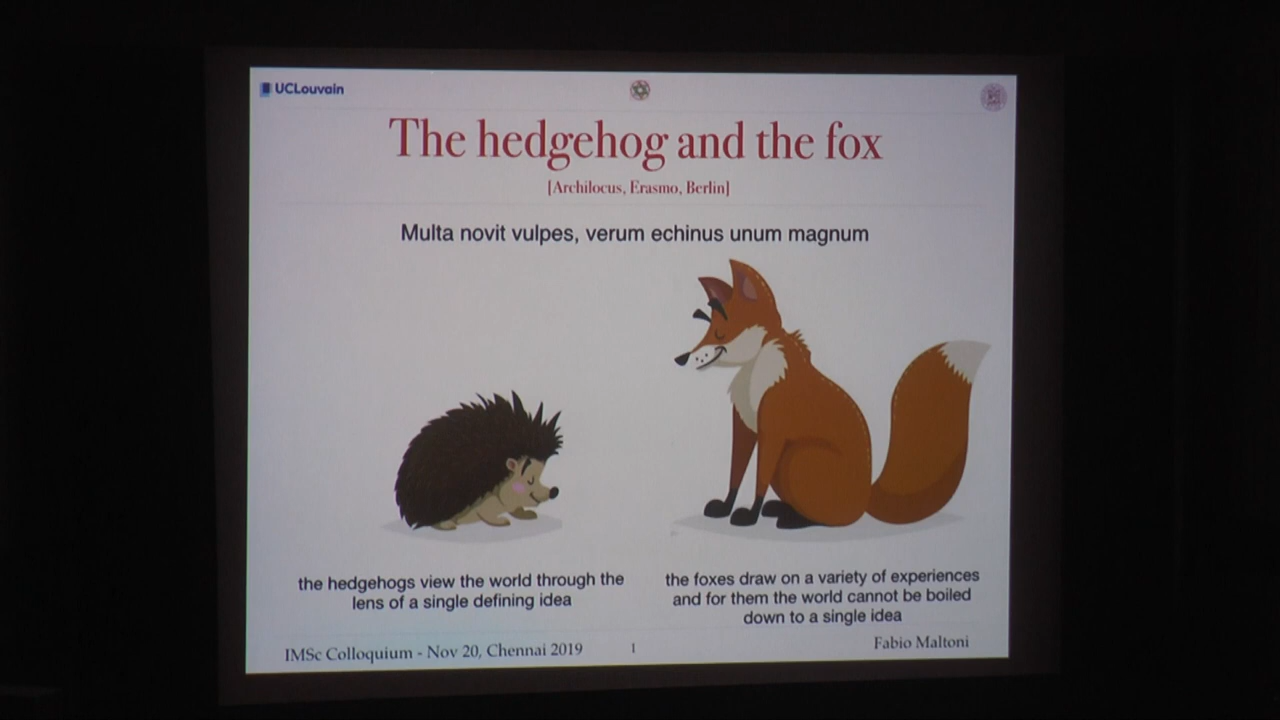 UCLouvain
The hedgehog and the fox
[Archilocus, Erasmo, Berlin]
Multa novit vulpes, verum echinus unum magnum
the hedgehogs view the world through the
lens of a single defining idea
the foxes draw on a variety of experiences
and for them the world cannot be boiled
down to a single idea
IMSc Colloquium - Nov 20, Chennai 2019
1
Fabio Maltoni